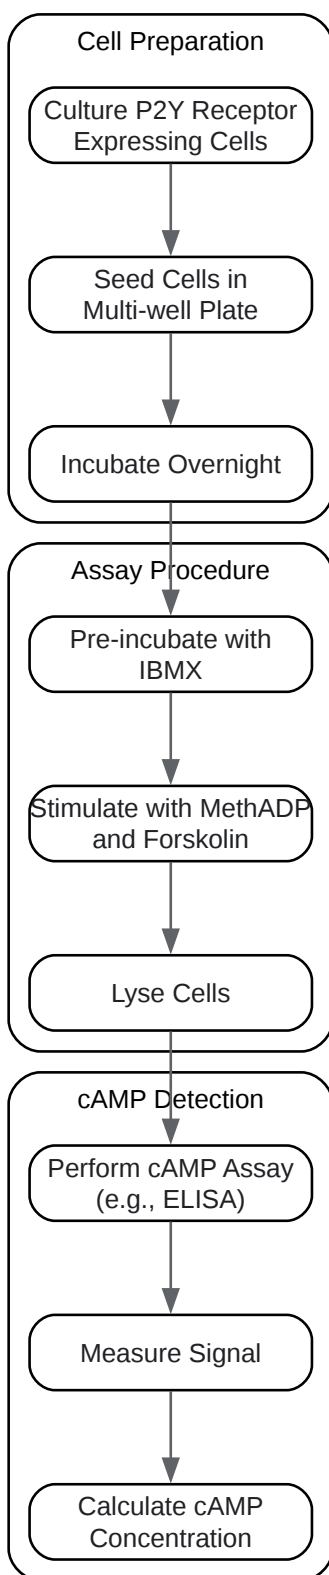 Cell Preparation
Culture P2Y Receptor
Expressing Cells
Seed Cells in
Multi-well Plate
Incubate Overnight
Assay Procedure
Pre-incubate with
IBMX
Stimulate with MethADP
and Forskolin
Lyse Cells
cAMP Detection
Perform cAMP Assay
(e.g., ELISA)
Measure Signal
Calculate cAMP
Concentration